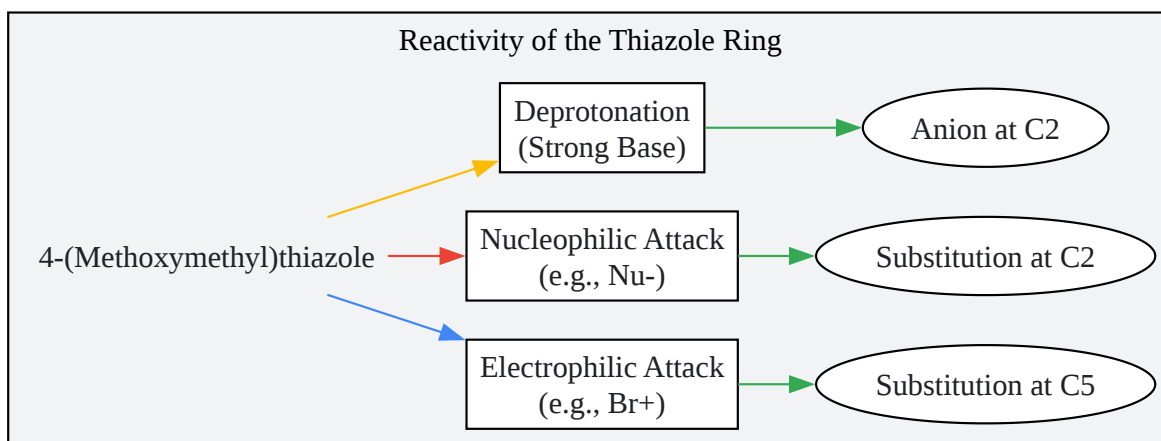 Reactivity of the Thiazole Ring
Deprotonation
(Strong Base)
Anion at C2
4-(Methoxymethyl)thiazole
Nucleophilic Attack
(e.g., Nu-)
Substitution at C2
Electrophilic Attack
(e.g., Br+)
Substitution at C5